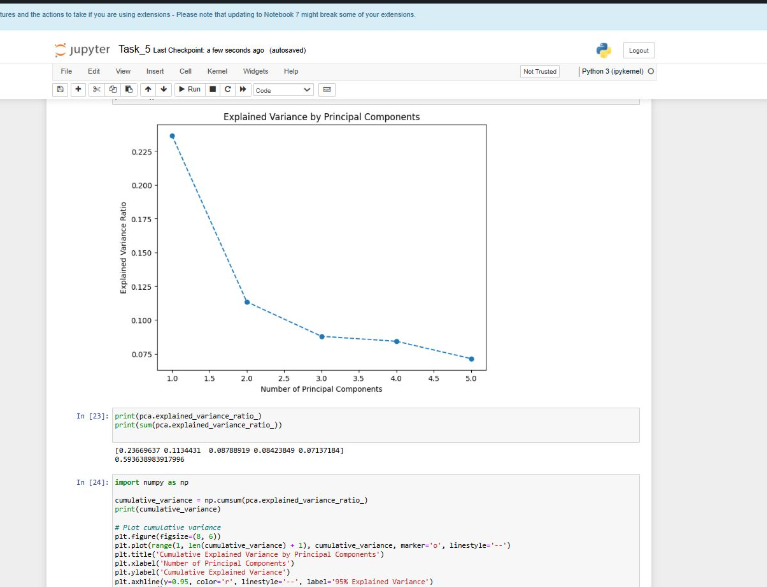 tures and the actions to take if you are using extensions - Please note that updating to Notebook 7 might break some of your extensions.
jupyter Task_5 Last Checkpoint: a few seconds ago (autosaved)
Logout
File Edit View Insert Cell Kernel Widgets Help
Not Trusted
Python 3 (ipykernel)
Run
Code
Explained Variance by Principal Components
0.225
0.200
0.175
0.150
0.125
0.100
0.075
Explained Variance Ratio
1.0 1.5 2.0 2.5 3.0 3.5 4.0 4.5 5.0
Number of Principal Components
In [23]: print(pca.explained_variance_ratio_)
print(sum(pca.explained_variance_ratio_))
[0.23669637 0.1134431  0.08788919 0.08423849 0.07137184]
0.593638983917996
In [24]: import numpy as np
cumulative_variance = np.cumsum(pca.explained_variance_ratio_)
print(cumulative_variance)
# Plot cumulative variance
plt.figure(figsize=(8, 6))
plt.plot(range(1, len(cumulative_variance) + 1), cumulative_variance, marker='o', linestyle='--')
plt.title('Cumulative Explained Variance by Principal Components')
plt.xlabel('Number of Principal Components')
plt.ylabel('Cumulative Explained Variance')
plt.axhline(y=0.95, color='r', linestyle='--', label='95% Explained Variance')